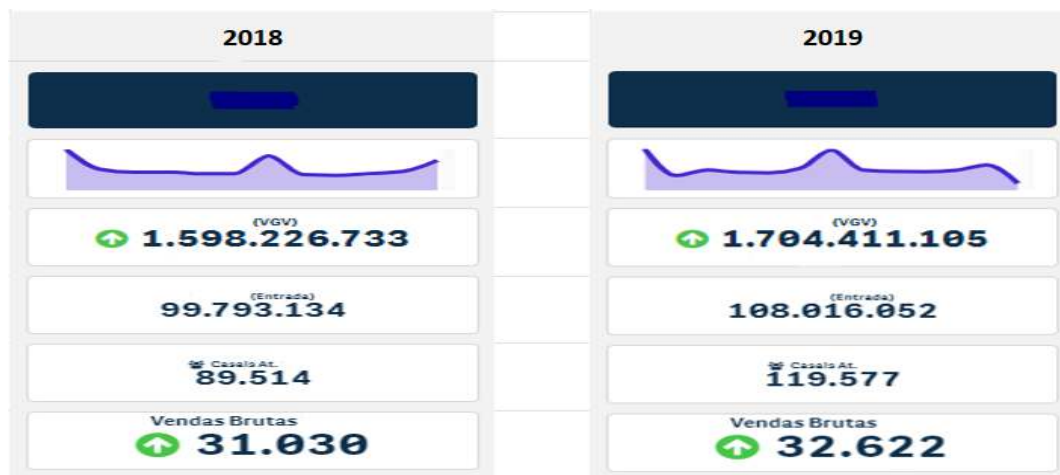 2018
(VGV)
1.598.226.733
(Entrada)
99.793.134
Casais At.
89.514
Vendas Brutas
31.030
2019
(VGV)
1.704.411.105
(Entrada)
108.016.052
Casais At.
119.577
Vendas Brutas
32.622